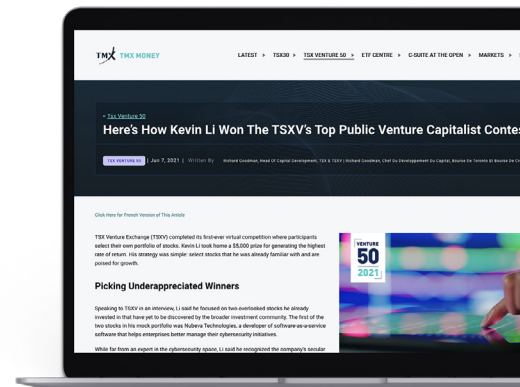 TMX TMX MONEY
LATEST > TSX30 > TSX VENTURE 50 > ETF CENTRE > C-SUITE AT THE OPEN > MARKETS >
< Tsx Venture 50
Here's How Kevin Li Won The TSXV's Top Public Venture Capitalist Contes
TSX VENTURE 50 | Jun 7, 2021 | Written By Richard Goodman, Head Of Capital Development, TSX & TSXV | Richard Goodman, Chef Du Developpement Du Capital, Bourse De Toronto Et Bourse De Cr
Click Here for French Version of This Article
TSX Venture Exchange (TSXV) completed its first-ever virtual competition where participants
select their own portfolio of stocks. Kevin Li took home a $5,000 prize for generating the highest
rate of return. His strategy was simple: select stocks that he was already familiar with and are
poised for growth.
VENTURE
50
2021
Picking Underappreciated Winners
Speaking to TSXV in an interview, Li said he focused on two overlooked stocks he already
invested in that have yet to be discovered by the broader investment community. The first of the
two stocks in his mock portfolio was Nubeva Technologies, a developer of software-as-a-service
software that helps enterprises better manage their cybersecurity initiatives.
While far from an expert in the cybersecurity space, Li said he recognized the company's secular